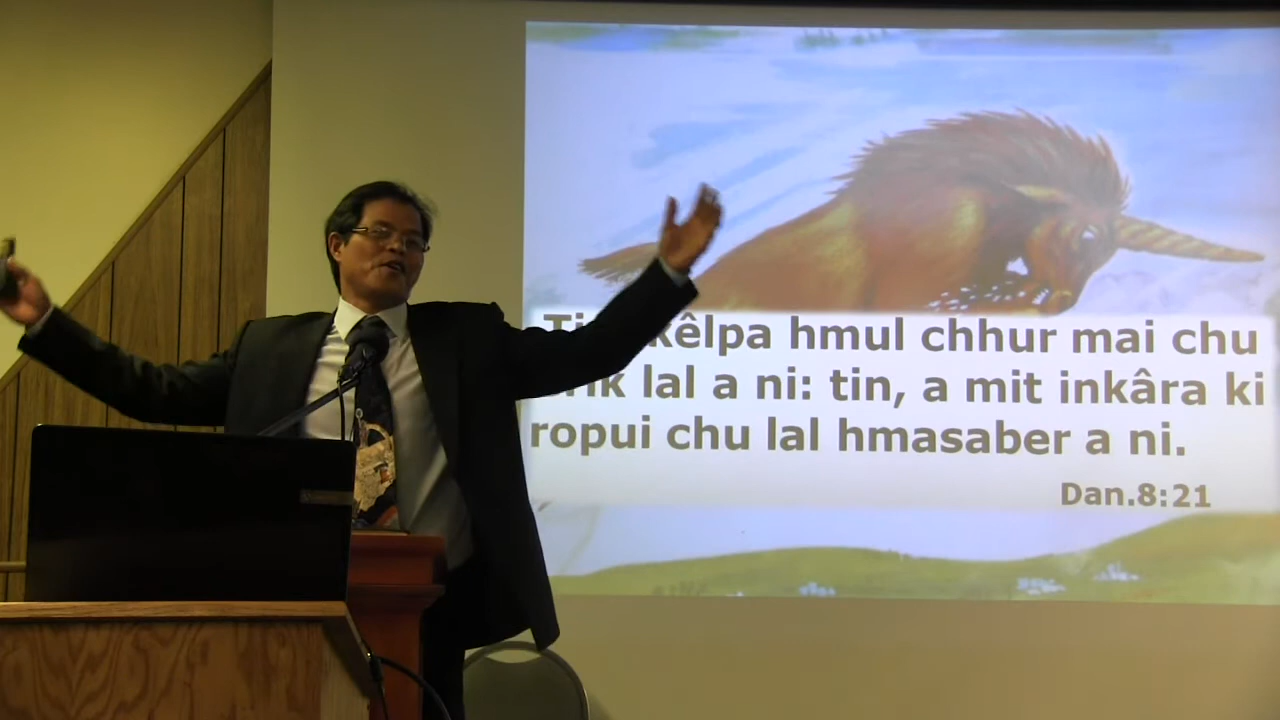 kêlpa hmul chhur mai chu
lal a ni: tin, a mit inkâra ki
ropui chu lal hmasaber a ni.
Dan.8:21